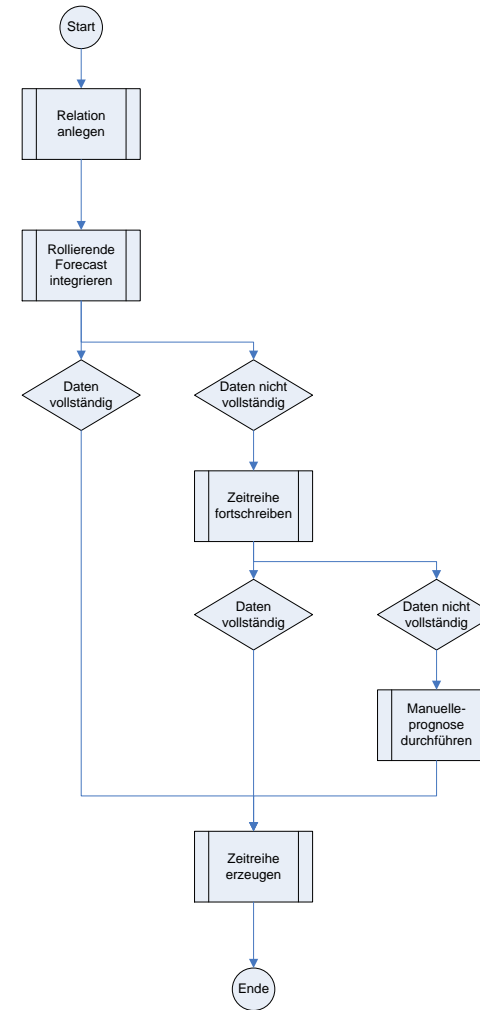 Start
Relation
anlegen
Rollierende
Forecast
integrieren
Daten
vollständig
Daten nicht
vollständig
Zeitreihe
fortschreiben
Daten
vollständig
Daten nicht
vollständig
Manuelle-
prognose
durchführen
Zeitreihe
erzeugen
Ende